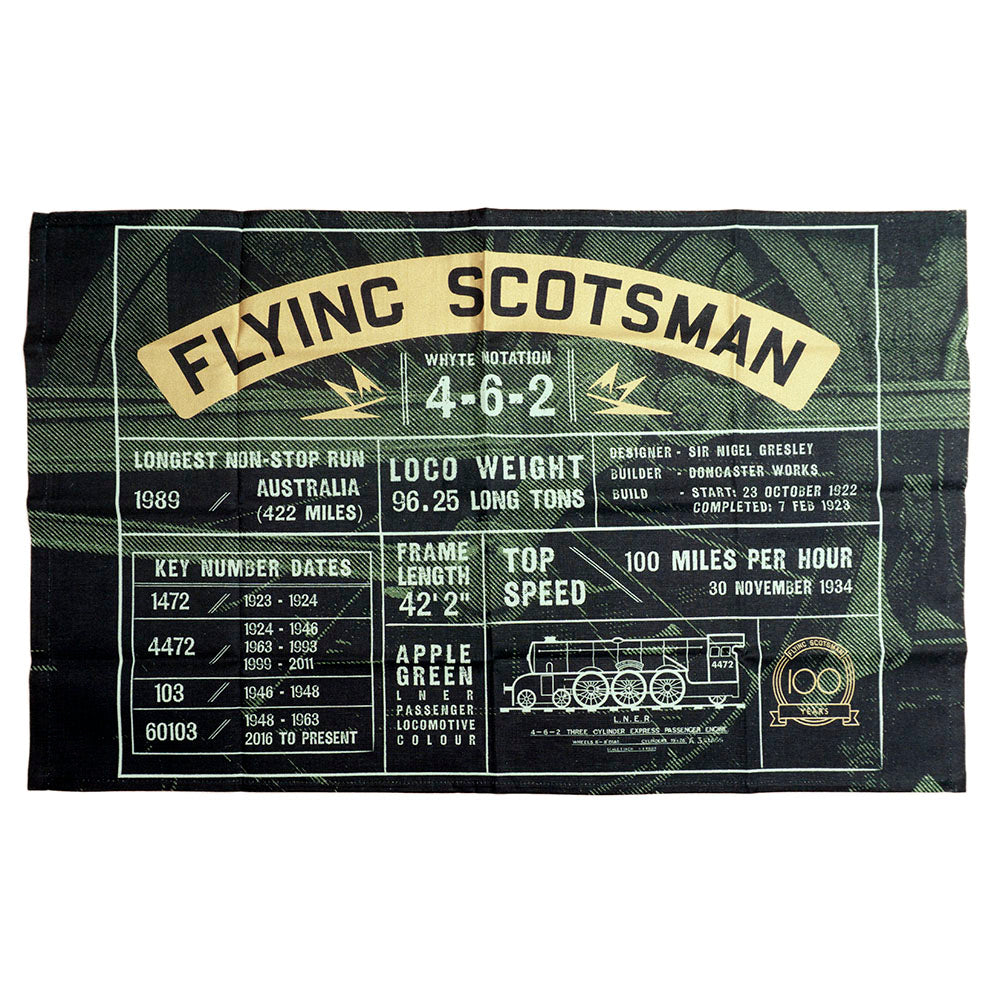 FLYING SCOTSMAN
WHYTE NOTATION
4-6-2
LONGEST NON-STOP RUN
1989 // AUSTRALIA
(422 MILES)
LOCO WEIGHT
96.25 LONG TONS
DESIGNER - SIR NIGEL GRESLEY
BUILDER - DONCASTER WORKS
BUILD - START: 23 OCTOBER 1922
COMPLETED: 7 FEB 1923
KEY NUMBER DATES
1472 // 1923 - 1924
4472 // 1924 - 1946
1963 - 1993
1999 - 2011
103 // 1946 - 1948
60103 // 1948 - 1963
2016 TO PRESENT
FRAME
LENGTH
42'2"
TOP
SPEED
100 MILES PER HOUR
30 NOVEMBER 1934
APPLE
GREEN
LNER
PASSENGER
LOCOMOTIVE
COLOUR
4472
L.N.E.R.
4-6-2 THREE CYLINDER EXPRESS PASSENGER ENGINE
FLYING SCOTSMAN
100
YEARS